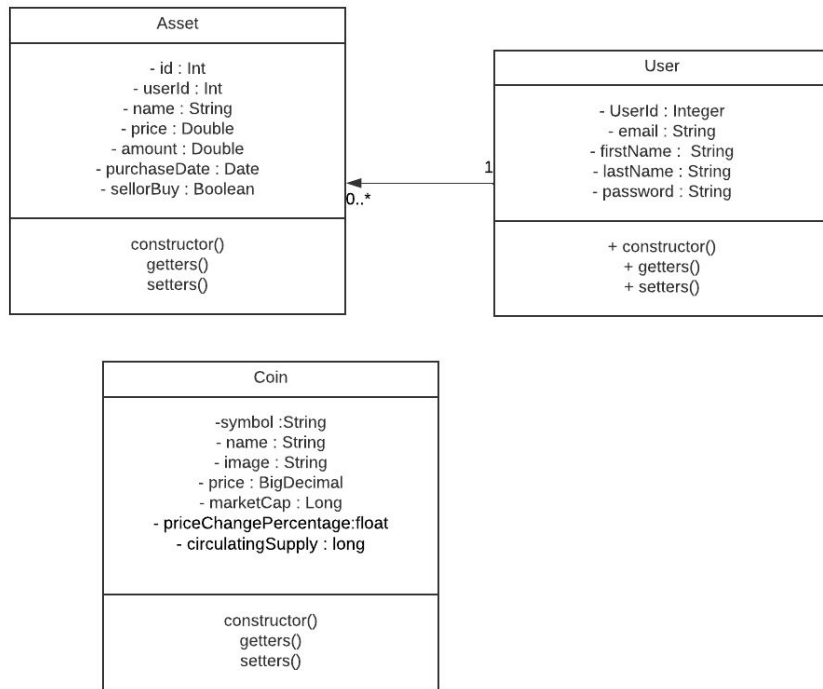 Asset
- id : Int
- userId : Int
- name : String
- price : Double
- amount : Double
- purchaseDate : Date
- sellorBuy : Boolean
constructor()
getters()
setters()
0..*
1
User
- UserId : Integer
- email : String
- firstName :  String
- lastName : String
- password : String
+ constructor()
+ getters()
+ setters()
Coin
-symbol :String
- name : String
- image : String
- price : BigDecimal
- marketCap : Long
- priceChangePercentage:float
- circulatingSupply : long
constructor()
getters()
setters()